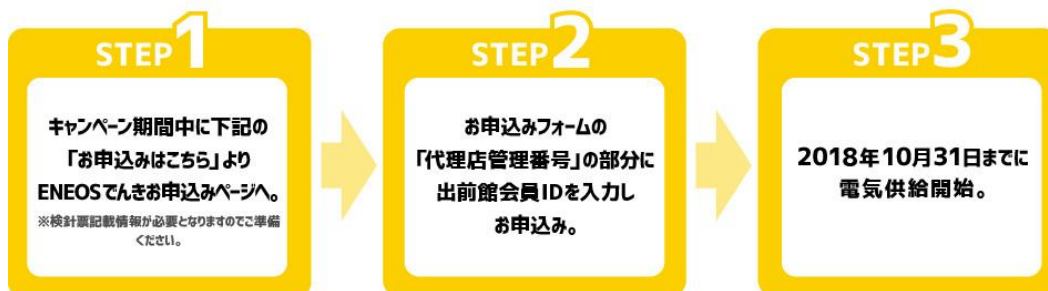 STEP1
キャンペーン期間中に下記の
「お申込みはこちら」より
ENEOSでんきお申込みページへ。
※検針票記載情報が必要となりますのでご準備
ください。
STEP2
お申込みフォームの
「代理店管理番号」の部分に
出前館会員IDを入力し
お申込み。
STEP3
2018年10月31日までに
電気供給開始。